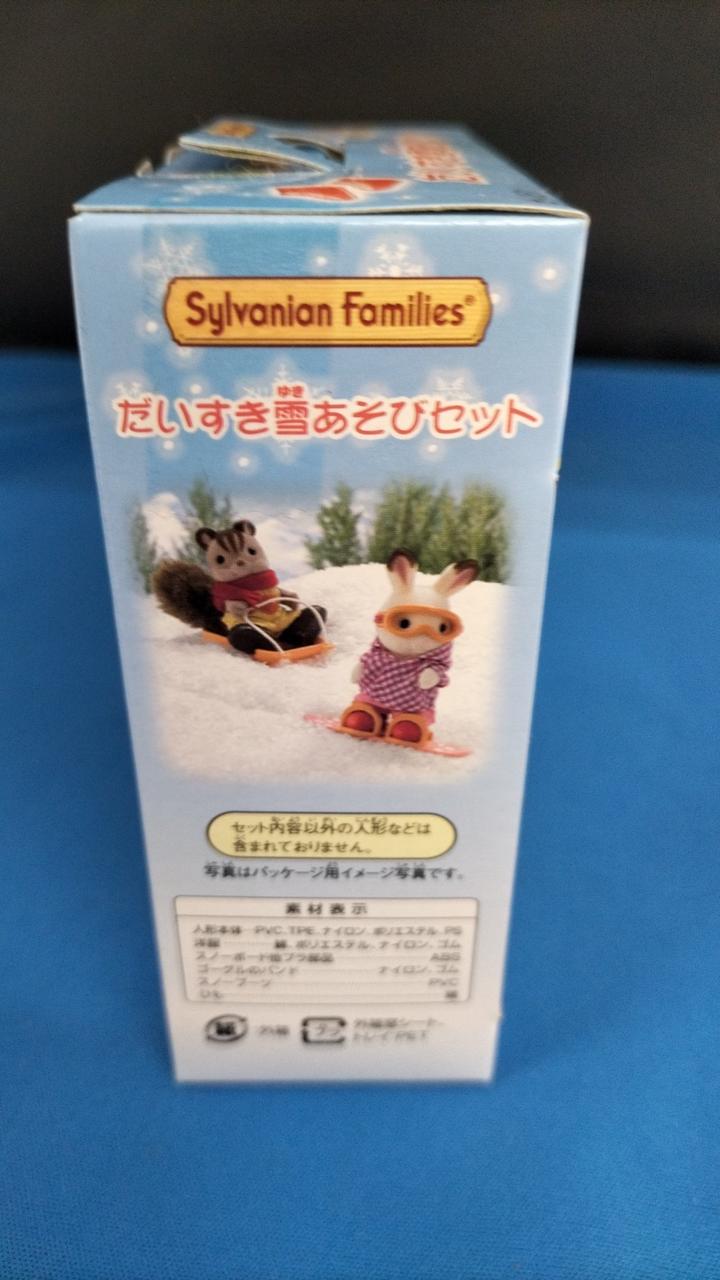 Sylvanian Families®
だいすき雪あそびセット
ゆき
セット内容以外の人形などは
含まれておりません。
写真はパッケージ用イメージ写真です。
素材表示
人形本体 PVC、TPE、ナイロン、ポリエステル、PS
洋服 綿、ポリエステル、ナイロン、ゴム
スノーボード他プラ部品 ABS
ゴーグルのバンド ナイロン、ゴム
スノーブーツ PVC
ひも 綿
紙 外箱
プラ 外箱窓シート、
トレイ:PET